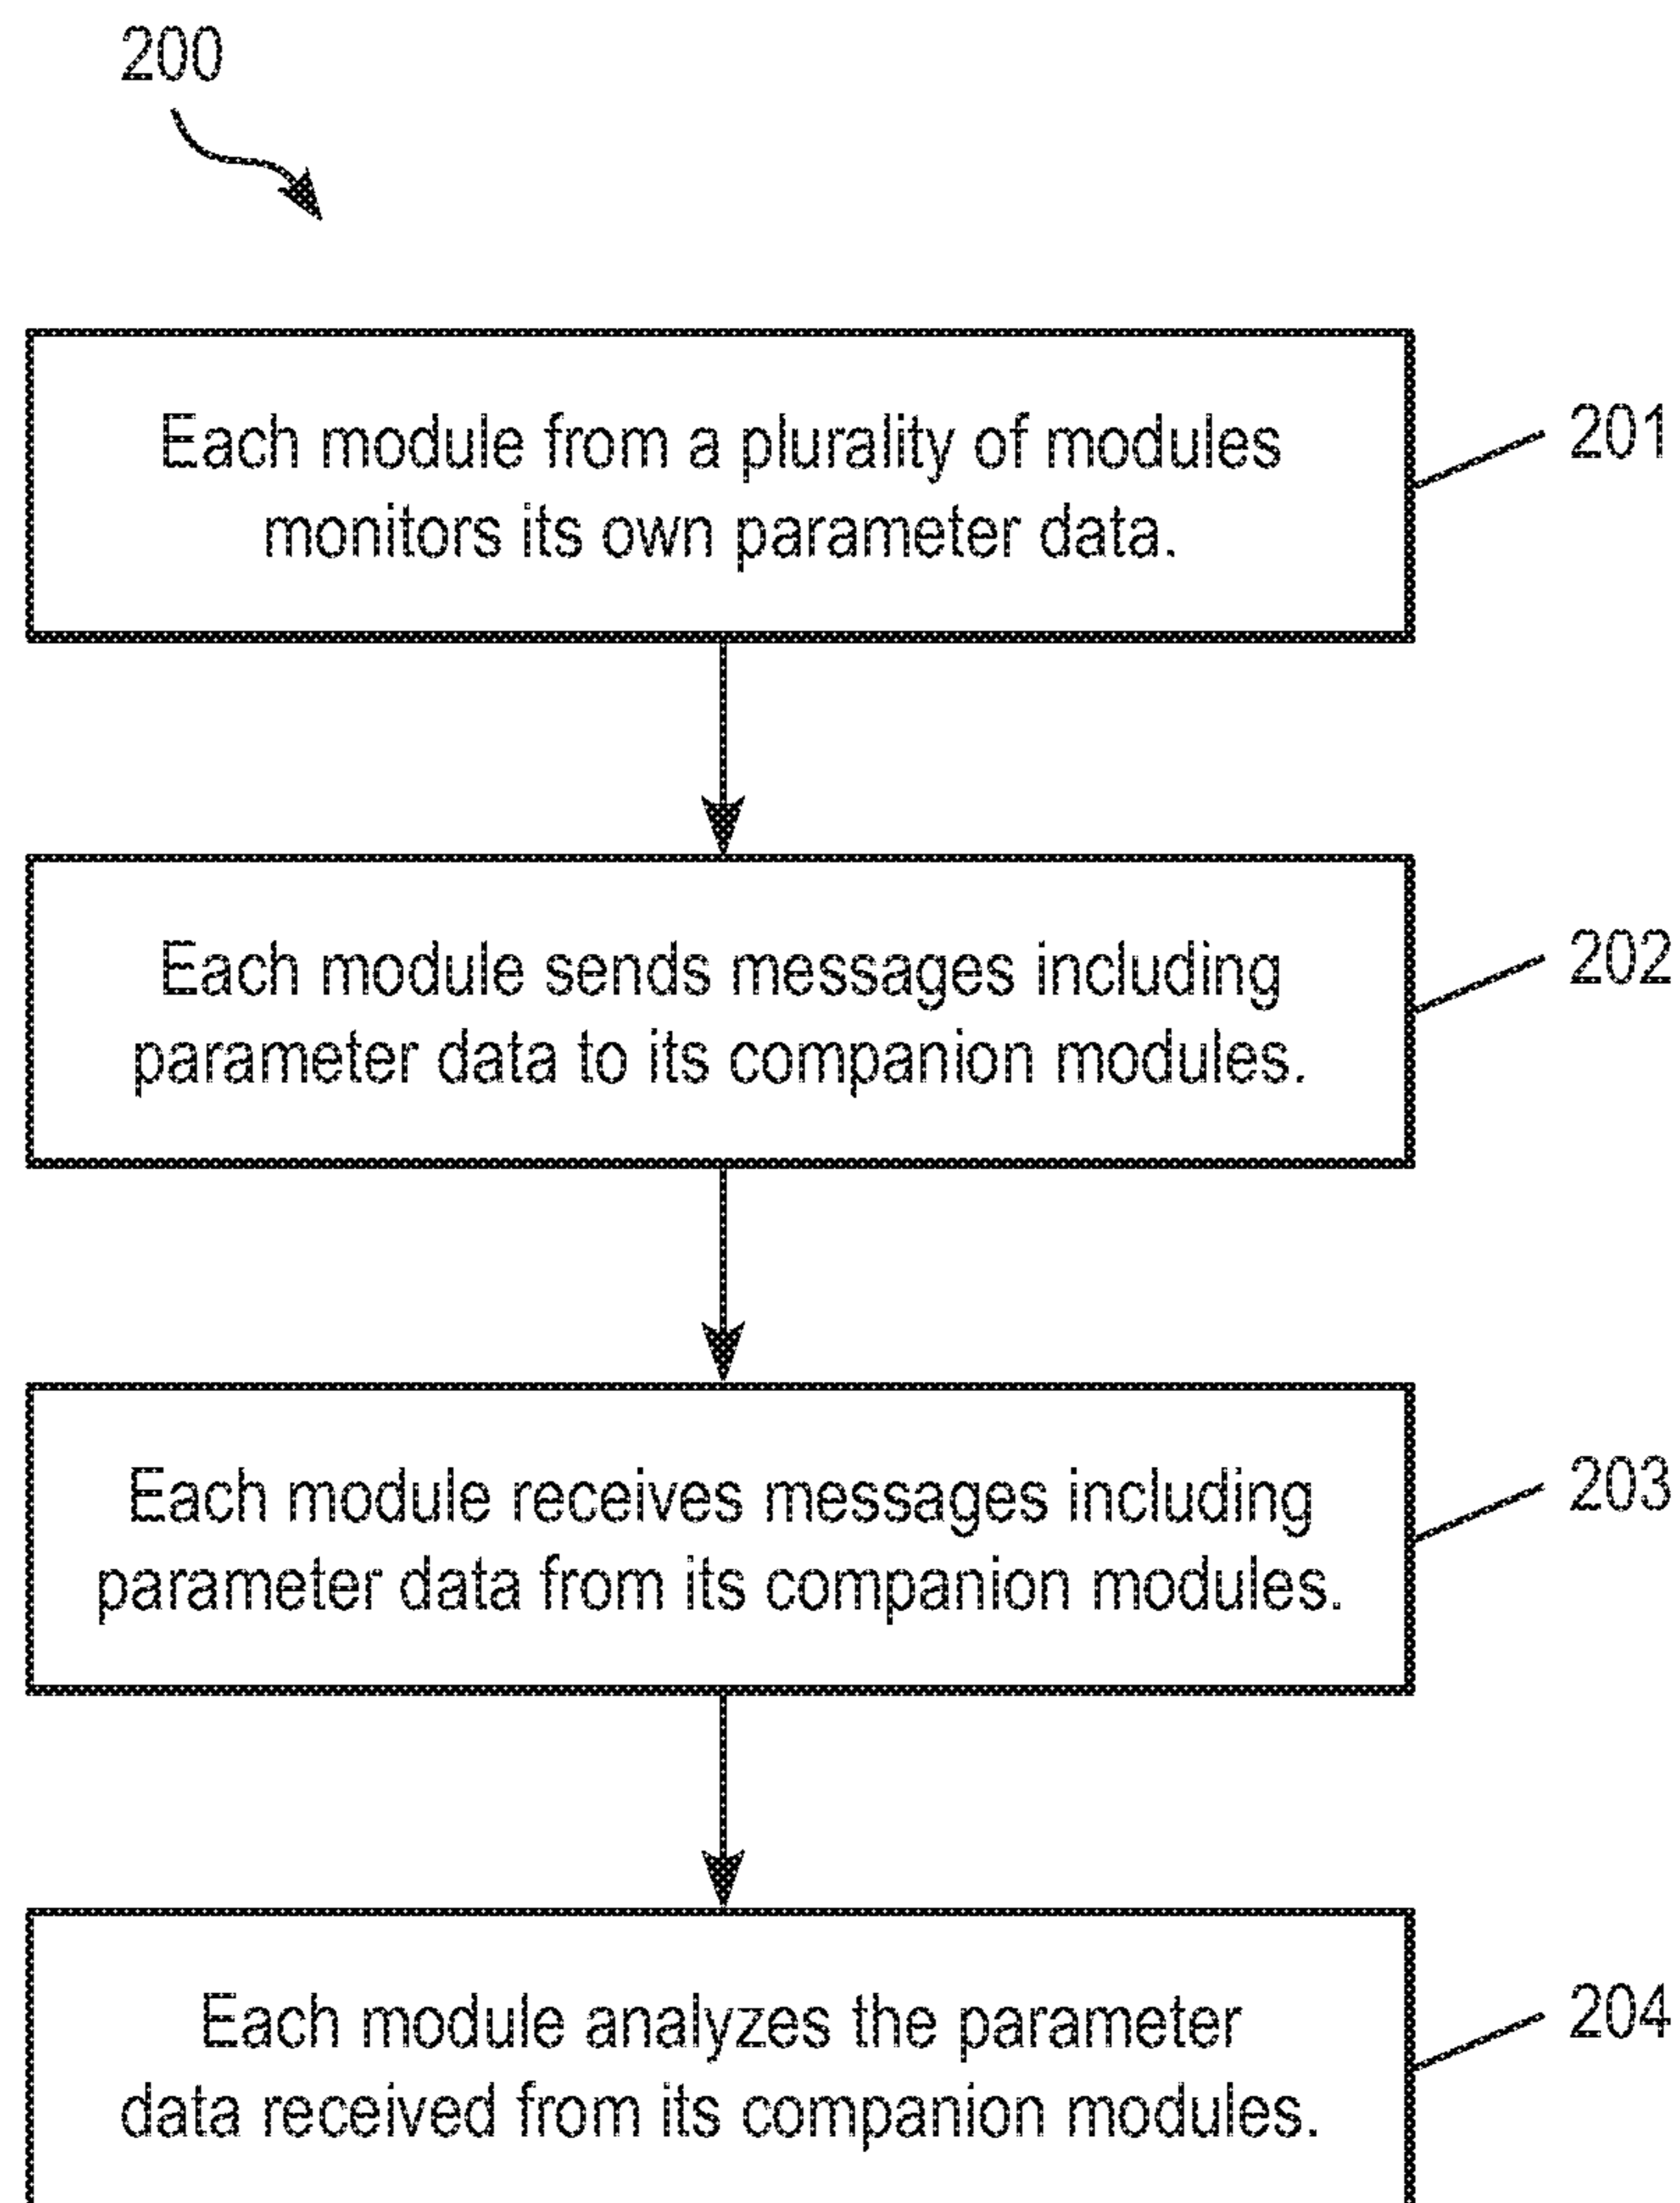 200
Each module from a plurality of modules
monitors its own parameter data.
201
Each module sends messages including
parameter data to its companion modules.
202
Each module receives messages including
parameter data from its companion modules.
203
Each module analyzes the parameter
data received from its companion modules.
204